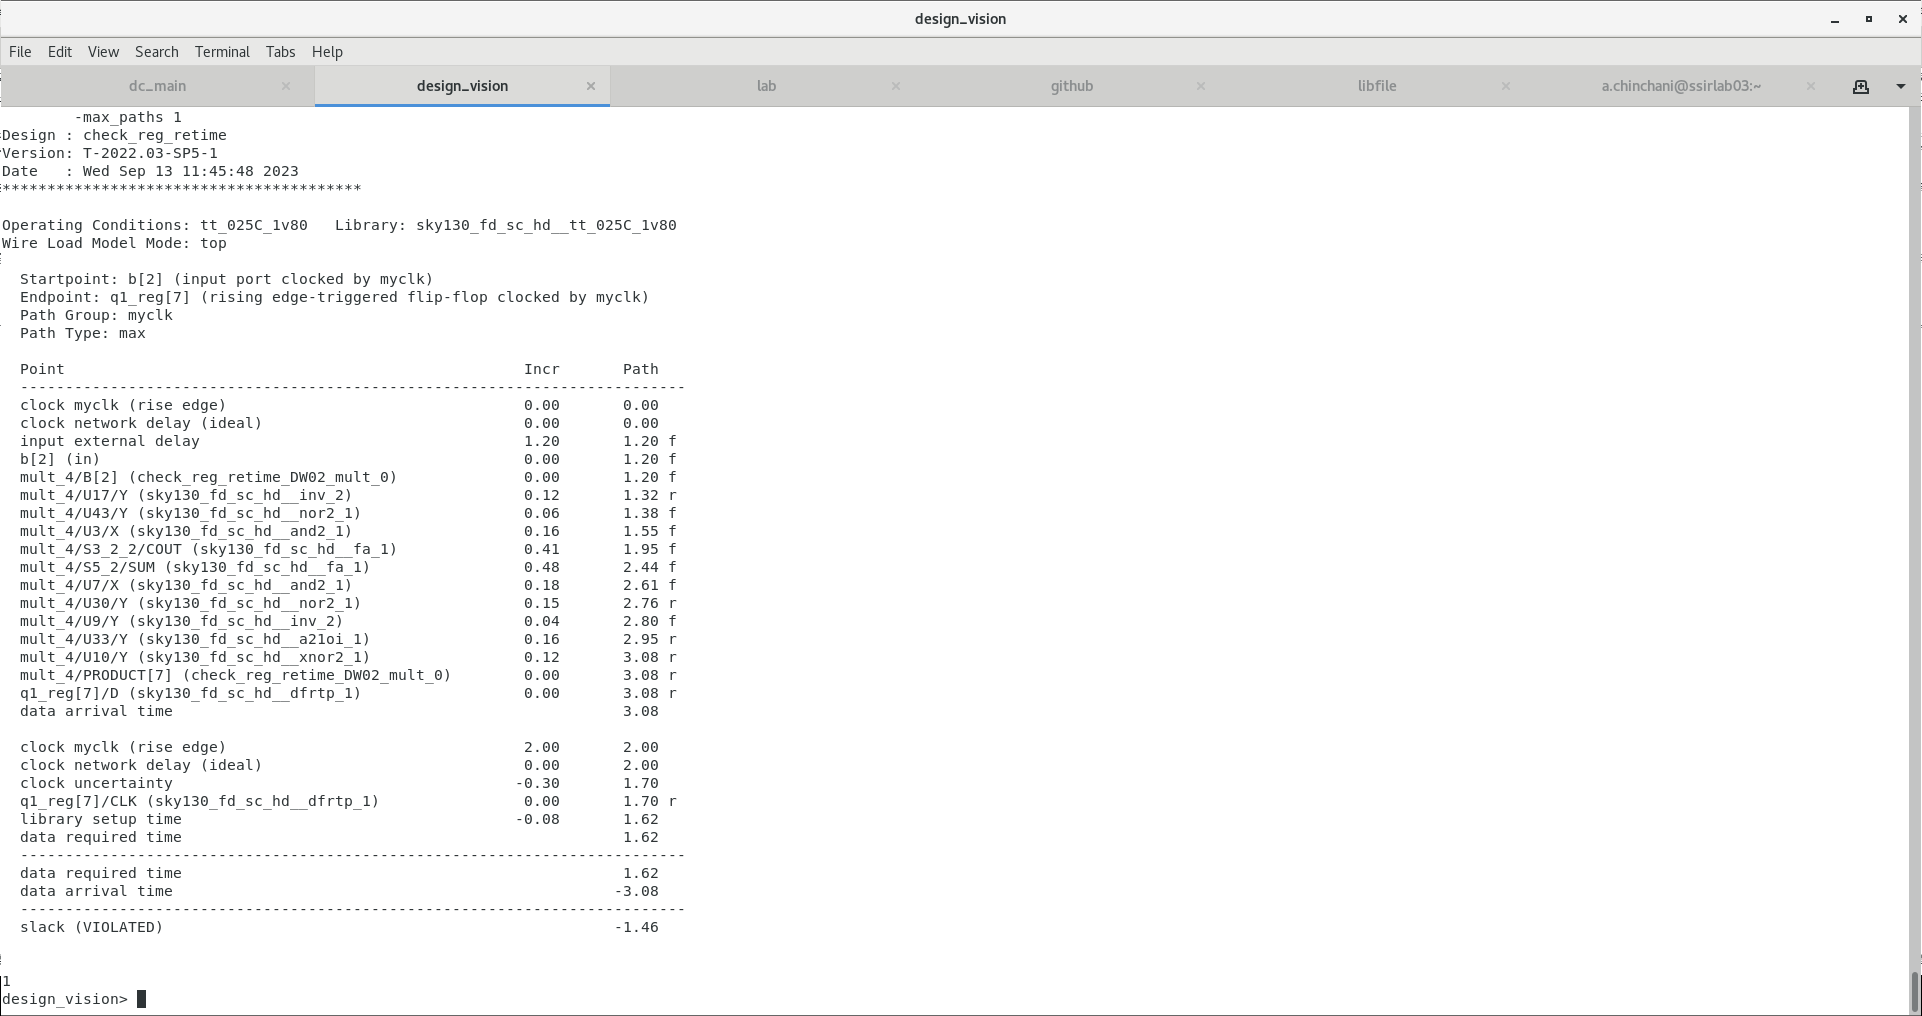 design_vision
File Edit View Search Terminal Tabs Help
dc_main design_vision lab github libfile a.chinchani@ssirlab03:~
        -max_paths 1
Design : check_reg_retime
Version: T-2022.03-SP5-1
Date   : Wed Sep 13 11:45:48 2023
****************************************
Operating Conditions: tt_025C_1v80   Library: sky130_fd_sc_hd__tt_025C_1v80
Wire Load Model Mode: top
  Startpoint: b[2] (input port clocked by myclk)
  Endpoint: q1_reg[7] (rising edge-triggered flip-flop clocked by myclk)
  Path Group: myclk
  Path Type: max
  Point                                                   Incr       Path
  --------------------------------------------------------------------------
  clock myclk (rise edge)                                 0.00       0.00
  clock network delay (ideal)                             0.00       0.00
  input external delay                                    1.20       1.20 f
  b[2] (in)                                               0.00       1.20 f
  mult_4/B[2] (check_reg_retime_DW02_mult_0)              0.00       1.20 f
  mult_4/U17/Y (sky130_fd_sc_hd__inv_2)                   0.12       1.32 r
  mult_4/U43/Y (sky130_fd_sc_hd__nor2_1)                  0.06       1.38 f
  mult_4/U3/X (sky130_fd_sc_hd__and2_1)                   0.16       1.55 f
  mult_4/S3_2_2/COUT (sky130_fd_sc_hd__fa_1)              0.41       1.95 f
  mult_4/S5_2/SUM (sky130_fd_sc_hd__fa_1)                 0.48       2.44 f
  mult_4/U7/X (sky130_fd_sc_hd__and2_1)                   0.18       2.61 f
  mult_4/U30/Y (sky130_fd_sc_hd__nor2_1)                  0.15       2.76 r
  mult_4/U9/Y (sky130_fd_sc_hd__inv_2)                    0.04       2.80 f
  mult_4/U33/Y (sky130_fd_sc_hd__a21oi_1)                 0.16       2.95 r
  mult_4/U10/Y (sky130_fd_sc_hd__xnor2_1)                 0.12       3.08 r
  mult_4/PRODUCT[7] (check_reg_retime_DW02_mult_0)        0.00       3.08 r
  q1_reg[7]/D (sky130_fd_sc_hd__dfrtp_1)                  0.00       3.08 r
  data arrival time                                                  3.08
  clock myclk (rise edge)                                 2.00       2.00
  clock network delay (ideal)                             0.00       2.00
  clock uncertainty                                      -0.30       1.70
  q1_reg[7]/CLK (sky130_fd_sc_hd__dfrtp_1)                0.00       1.70 r
  library setup time                                     -0.08       1.62
  data required time                                                 1.62
  --------------------------------------------------------------------------
  data required time                                                 1.62
  data arrival time                                                 -3.08
  --------------------------------------------------------------------------
  slack (VIOLATED)                                                  -1.46
1
design_vision>